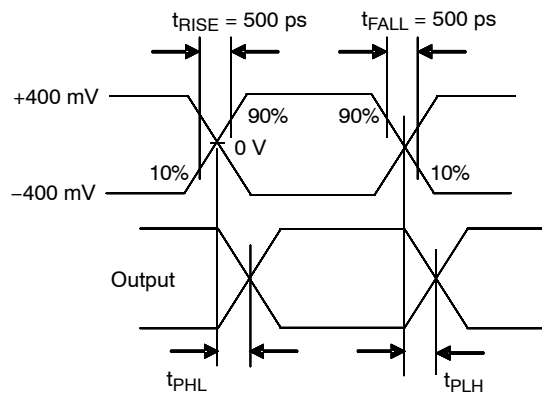 tRISE = 500 ps
tFALL = 500 ps
+400 mV
90%
90%
0 V
10%
10%
−400 mV
Output
tPHL
tPLH